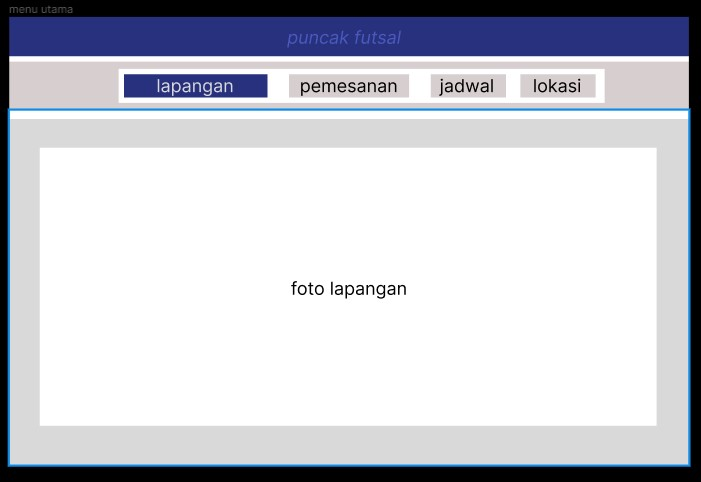 menu utama
puncak futsal
lapangan pemesanan jadwal lokasi
foto lapangan